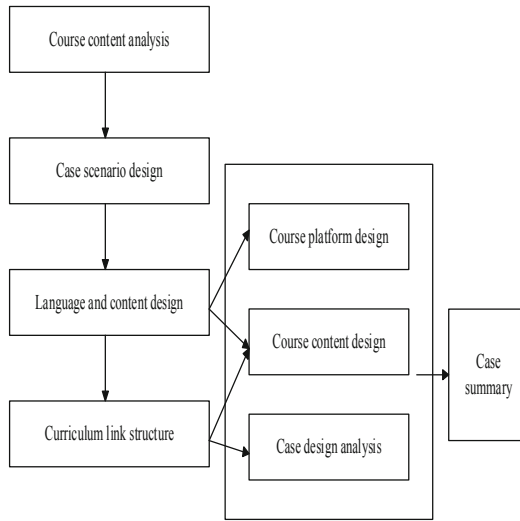 Course content analysis
Case scenario design
Language and content design
Curriculum link structure
Course platform design
Course content design
Case design analysis
Case
summary